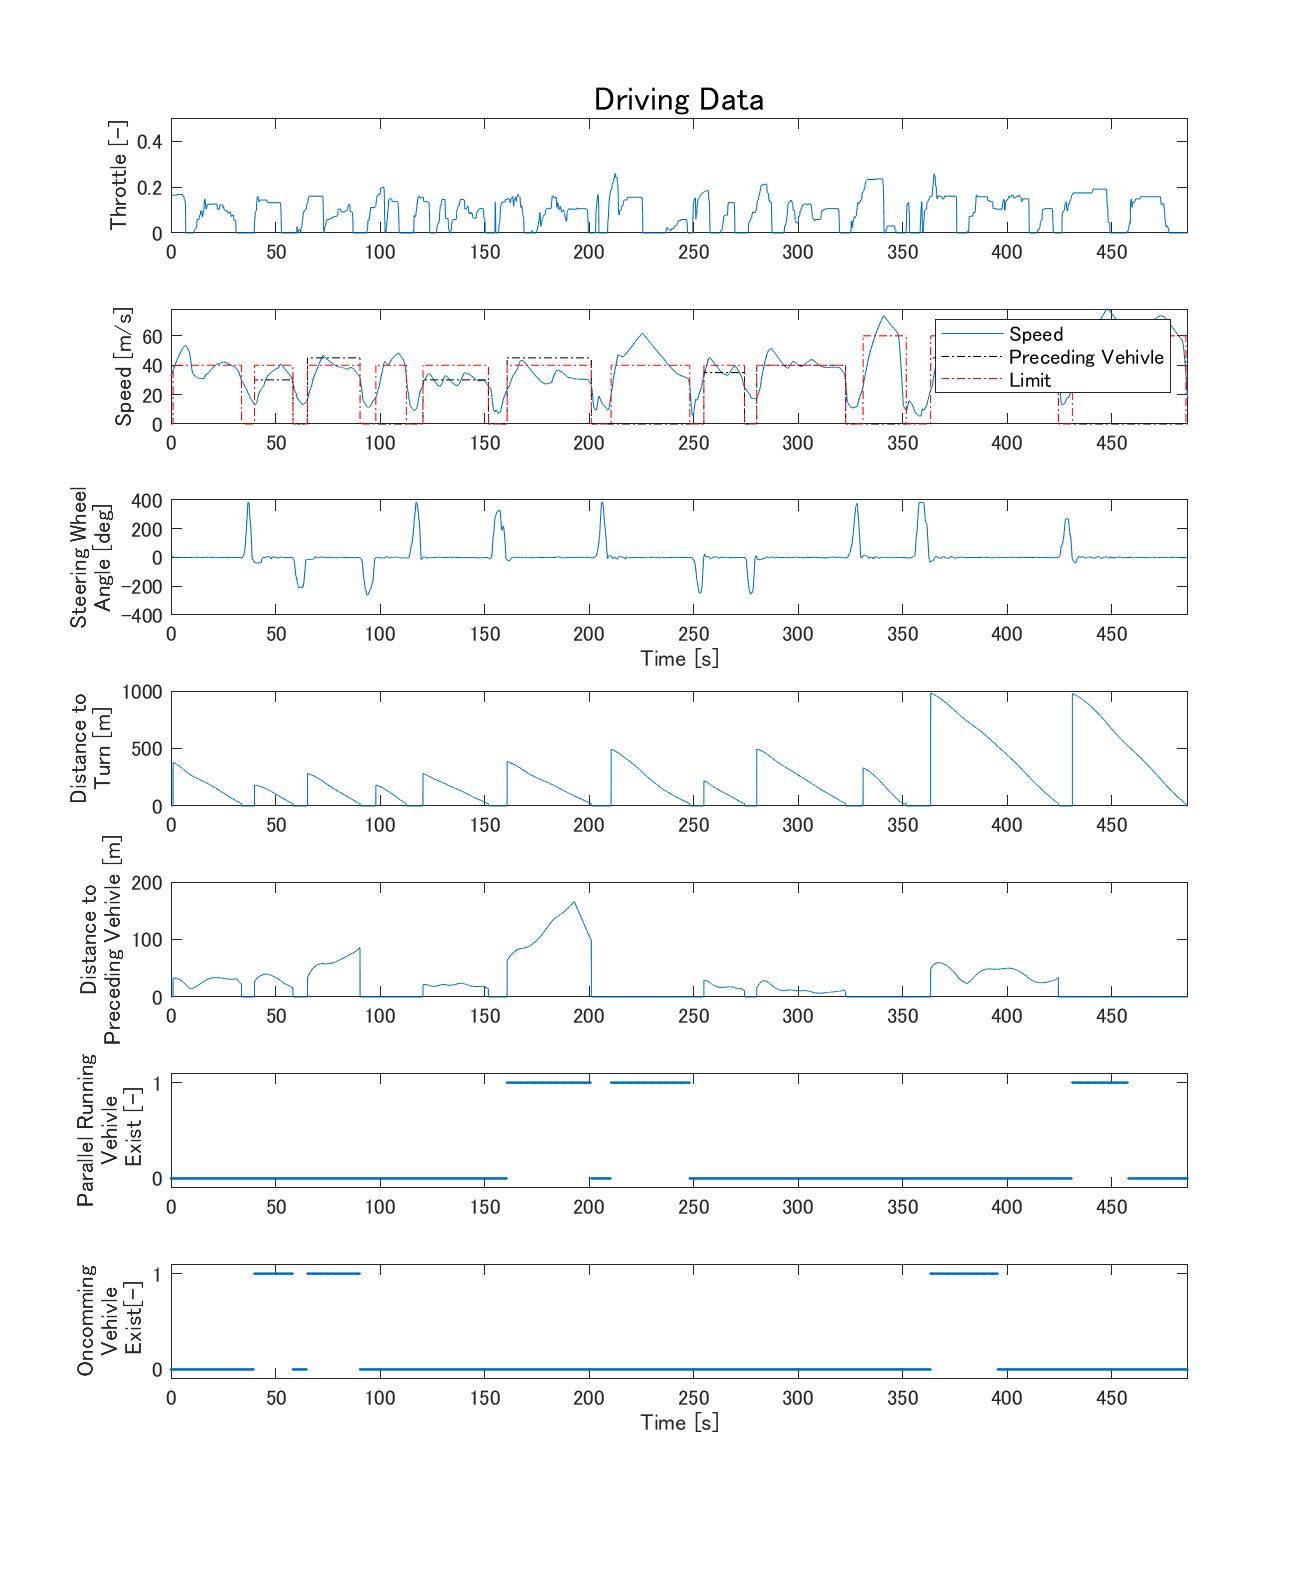 Driving Data
Throttle [-]
0.4
0.2
0
0 50 100 150 200 250 300 350 400 450
Speed [m/s]
60
40
20
0
Speed
Preceding Vehivle
Limit
0 50 100 150 200 250 300 350 400 450
Steering Wheel
Angle [deg]
400
200
0
-200
-400
0 50 100 150 200 250 300 350 400 450
Time [s]
Distance to
Turn [m]
1000
500
0
0 50 100 150 200 250 300 350 400 450
Distance to
Preceding Vehivle [m]
200
100
0
0 50 100 150 200 250 300 350 400 450
Parallel Running
Vehivle
Exist [-]
1
0
0 50 100 150 200 250 300 350 400 450
Oncomming
Vehivle
Exist[-]
1
0
0 50 100 150 200 250 300 350 400 450
Time [s]